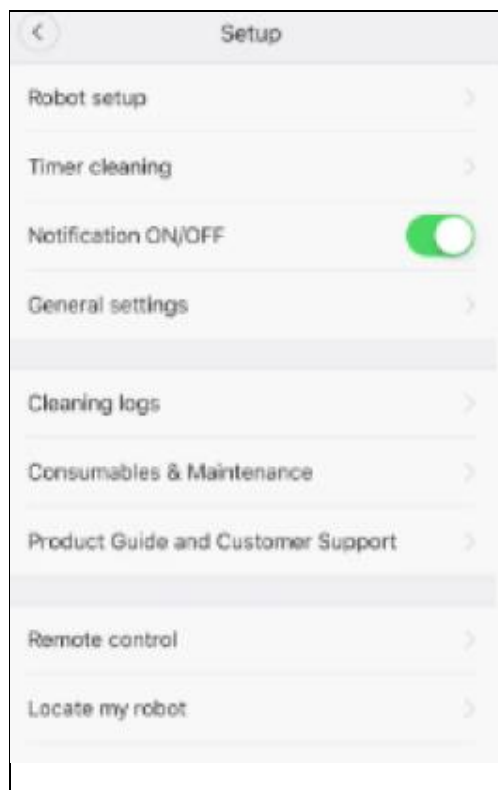 Setup
Robot setup
Timer cleaning
Notification ON/OFF
General settings
Cleaning logs
Consumables & Maintenance
Product Guide and Customer Support
Remote control
Locate my robot